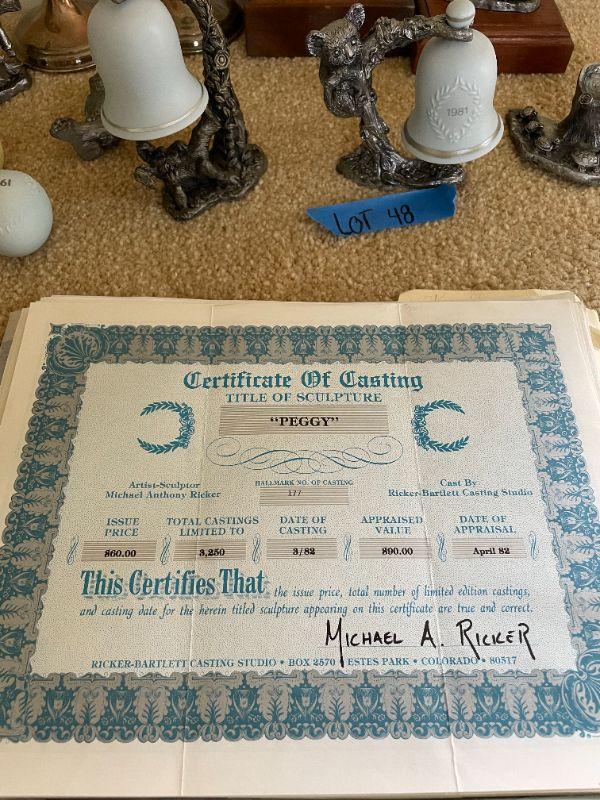 1981
61
LOT 48
Certificate Of Casting
TITLE OF SCULPTURE
"PEGGY"
Artist-Sculptor
Michael Anthony Ricker
HALLMARK NO. OF CASTING
177
Cast By
Ricker-Bartlett Casting Studio
ISSUE PRICE
$60.00
TOTAL CASTINGS LIMITED TO
3,250
DATE OF CASTING
3/82
APPRAISED VALUE
$90.00
DATE OF APPRAISAL
April 82
This Certifies That the issue price, total number of limited edition castings,
and casting date for the herein titled sculpture appearing on this certificate are true and correct.
MICHAEL A. RICKER
RICKER-BARTLETT CASTING STUDIO • BOX 2570 • ESTES PARK • COLORADO • 80517